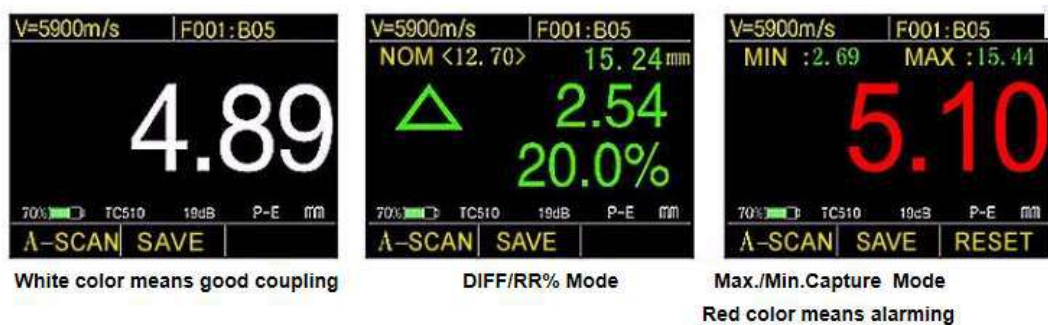 V=5900m/s F001:B05
4.89
70% TC510 19dB P-E mm
A-SCAN SAVE
White color means good coupling
V=5900m/s F001:B05
NOM <12.70> 15.24mm
△ 2.54
20.0%
70% TC510 19dB P-E mm
A-SCAN SAVE
DIFF/RR% Mode
V=5900m/s F001:B05
MIN :2.69 MAX :15.44
5.10
70% TC510 19dB P-E mm
A-SCAN SAVE RESET
Max./Min.Capture Mode
Red color means alarming